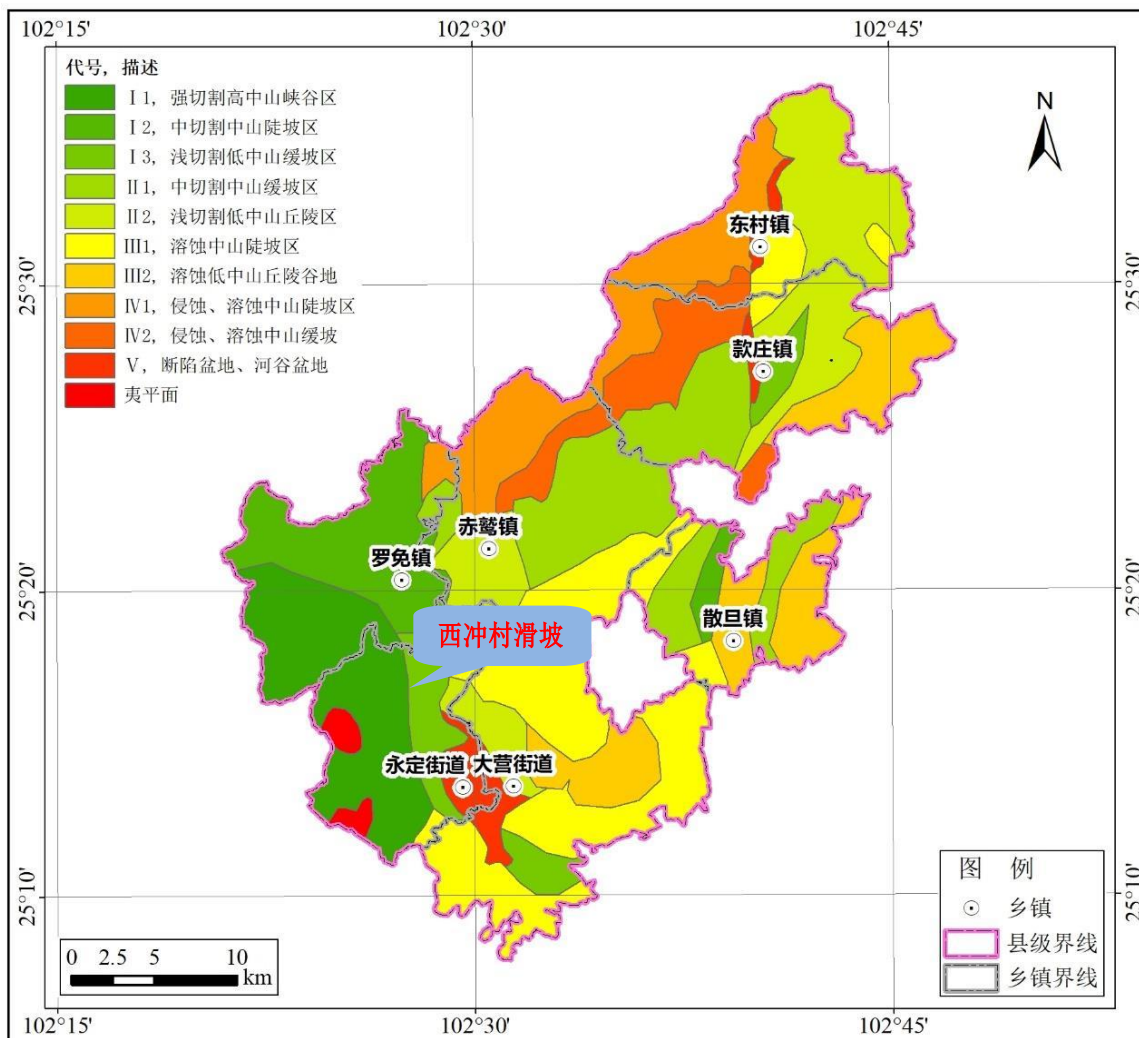 102°15' 102°30' 102°45'
代号, 描述
Ⅰ1, 强切割高中山峡谷区
Ⅰ2, 中切割中山陡坡区
Ⅰ3, 浅切割低中山缓坡区
Ⅱ1, 中切割中山缓坡区
Ⅱ2, 浅切割低中山丘陵区
Ⅲ1, 溶蚀中山陡坡区
Ⅲ2, 溶蚀低中山丘陵谷地
Ⅳ1, 侵蚀、溶蚀中山陡坡区
Ⅳ2, 侵蚀、溶蚀中山缓坡
Ⅴ, 断陷盆地、河谷盆地
夷平面
N
东村镇
25°30' 25°30'
款庄镇
赤鹫镇
罗免镇
25°20' 25°20'
散旦镇
西冲村滑坡
永定街道 大营街道
25°10' 25°10'
图 例
乡镇
县级界线
乡镇界线
0 2.5 5 10
km
102°15' 102°30' 102°45'